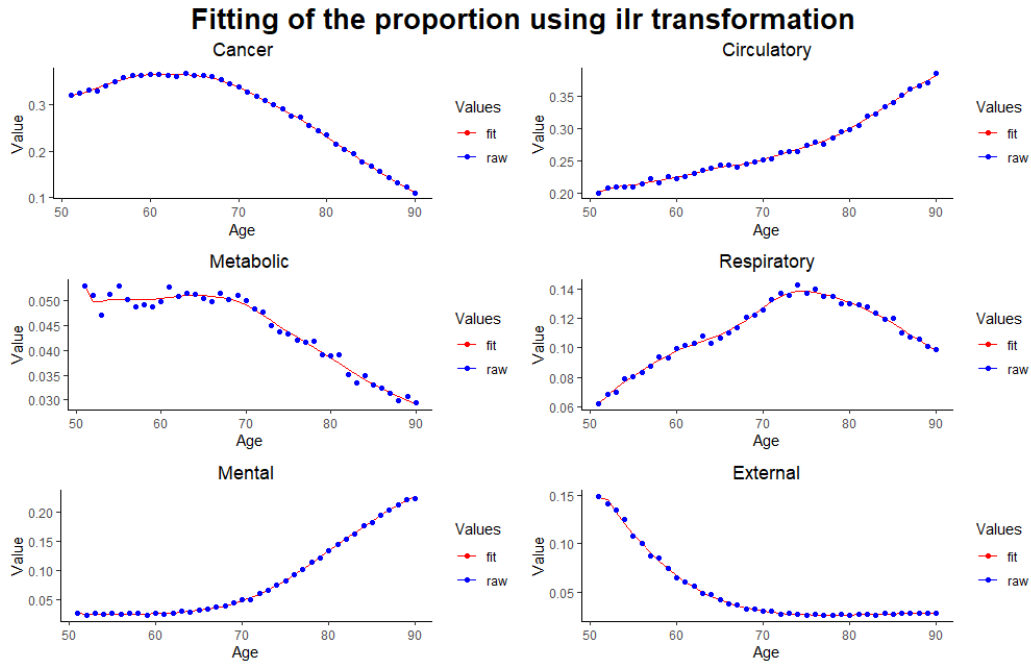 Fitting of the proportion using ilr transformation
Cancer
Value
0.3
0.2
0.1
50 60 70 80 90
Age
Values
fit
raw
Circulatory
Value
0.35
0.30
0.25
0.20
50 60 70 80 90
Age
Values
fit
raw
Metabolic
Value
0.050
0.045
0.040
0.035
0.030
50 60 70 80 90
Age
Values
fit
raw
Respiratory
Value
0.14
0.12
0.10
0.08
0.06
50 60 70 80 90
Age
Values
fit
raw
Mental
Value
0.20
0.15
0.10
0.05
50 60 70 80 90
Age
Values
fit
raw
External
Value
0.15
0.10
0.05
50 60 70 80 90
Age
Values
fit
raw